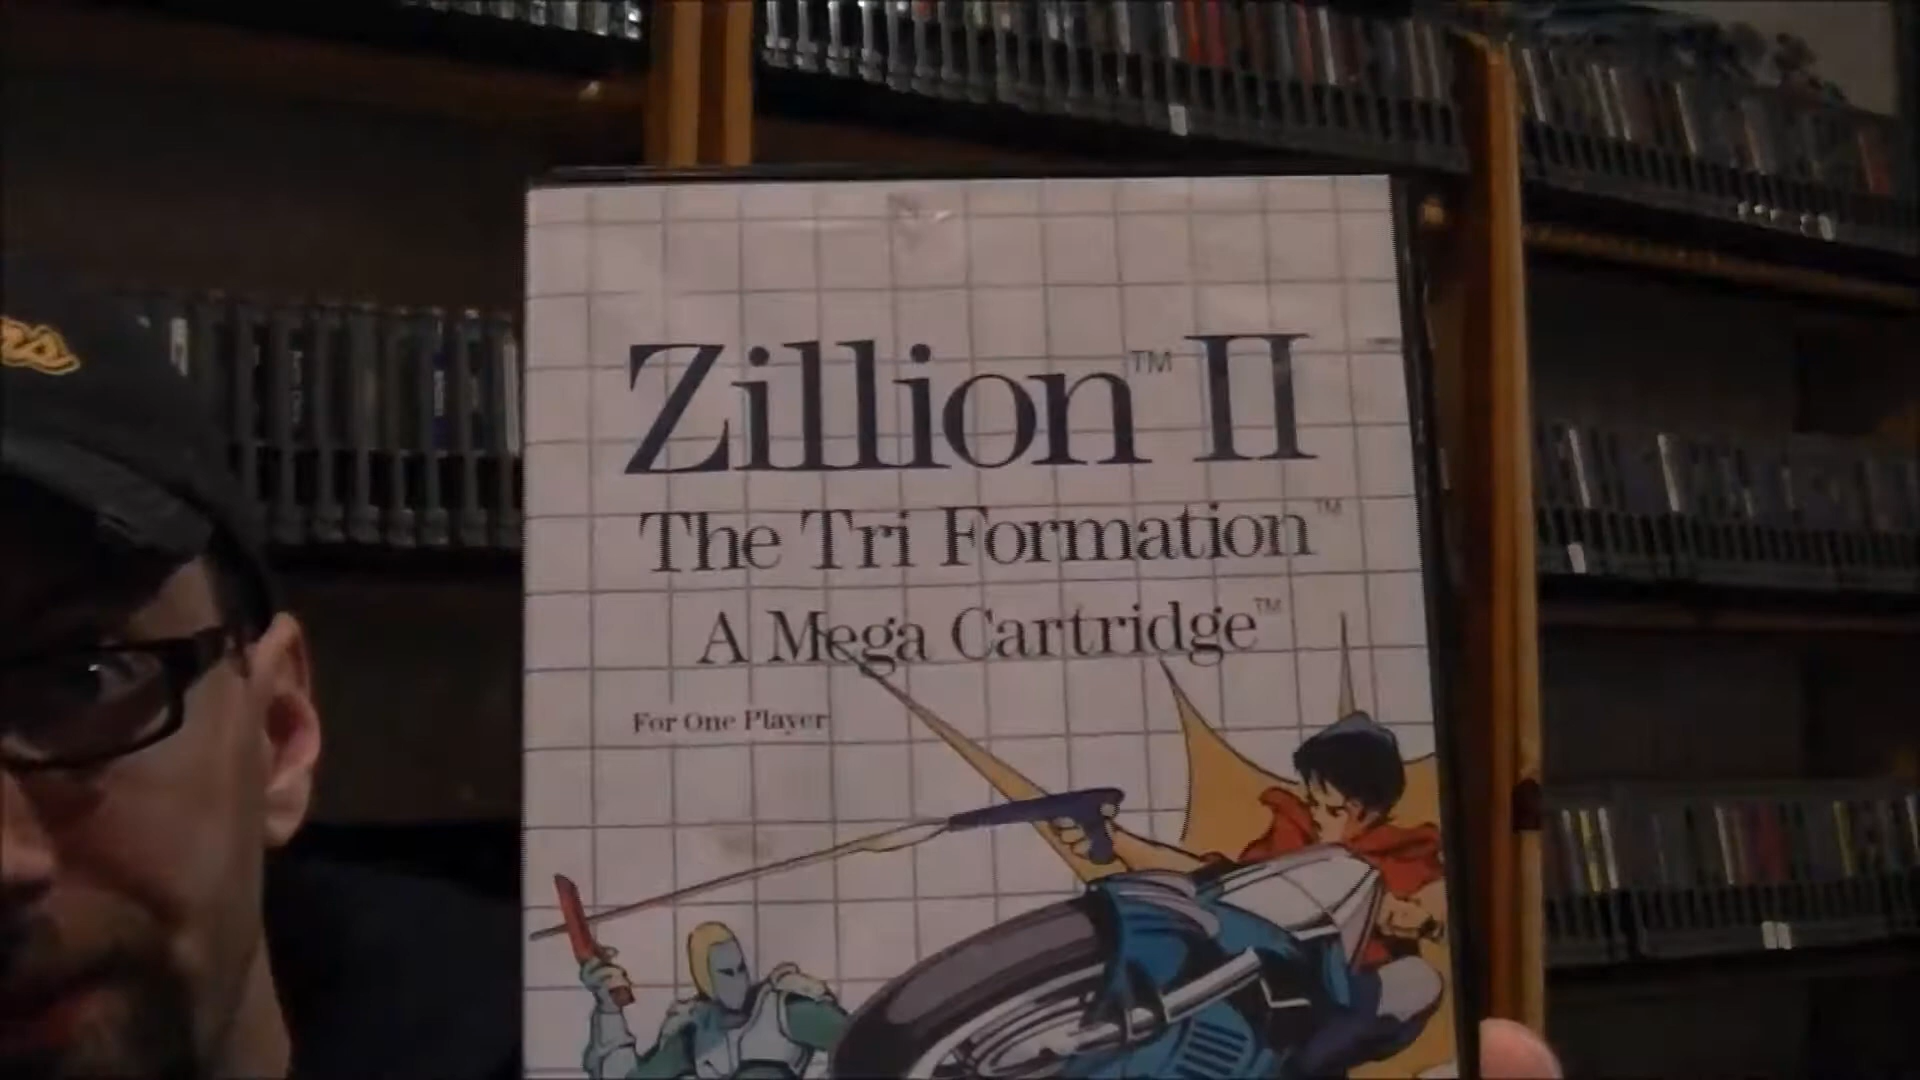 Zillion™ II
The Tri Formation™
A Mega Cartridge™
For One Player